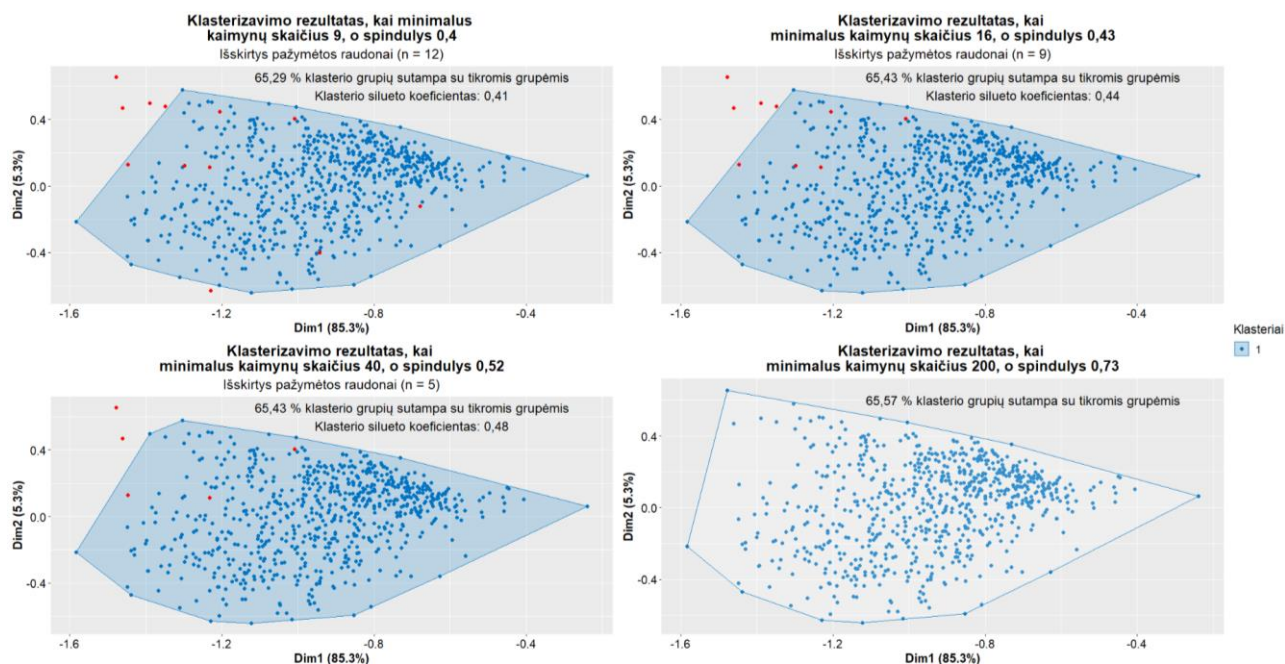 Klasterizavimo rezultatas, kai minimalus
kaimynų skaičius 9, o spindulys 0,4
Išskirtys pažymėtos raudonai (n = 12)
65,29 % klasterio grupių sutampa su tikromis grupėmis
Klasterio silueto koeficientas: 0,41
0.4
0.0
-0.4
Dim2 (5.3%)
-1.6
-1.2
-0.8
-0.4
Dim1 (85.3%)
Klasterizavimo rezultatas, kai
minimalus kaimynų skaičius 16, o spindulys 0,43
Išskirtys pažymėtos raudonai (n = 9)
65,43 % klasterio grupių sutampa su tikromis grupėmis
Klasterio silueto koeficientas: 0,44
0.4
0.0
-0.4
Dim2 (5.3%)
-1.6
-1.2
-0.8
-0.4
Dim1 (85.3%)
Klasteriai
1
Klasterizavimo rezultatas, kai
minimalus kaimynų skaičius 40, o spindulys 0,52
Išskirtys pažymėtos raudonai (n = 5)
65,43 % klasterio grupių sutampa su tikromis grupėmis
Klasterio silueto koeficientas: 0,48
0.4
0.0
-0.4
Dim2 (5.3%)
-1.6
-1.2
-0.8
-0.4
Dim1 (85.3%)
Klasterizavimo rezultatas, kai
minimalus kaimynų skaičius 200, o spindulys 0,73
65,57 % klasterio grupių sutampa su tikromis grupėmis
0.4
0.0
-0.4
Dim2 (5.3%)
-1.6
-1.2
-0.8
-0.4
Dim1 (85.3%)